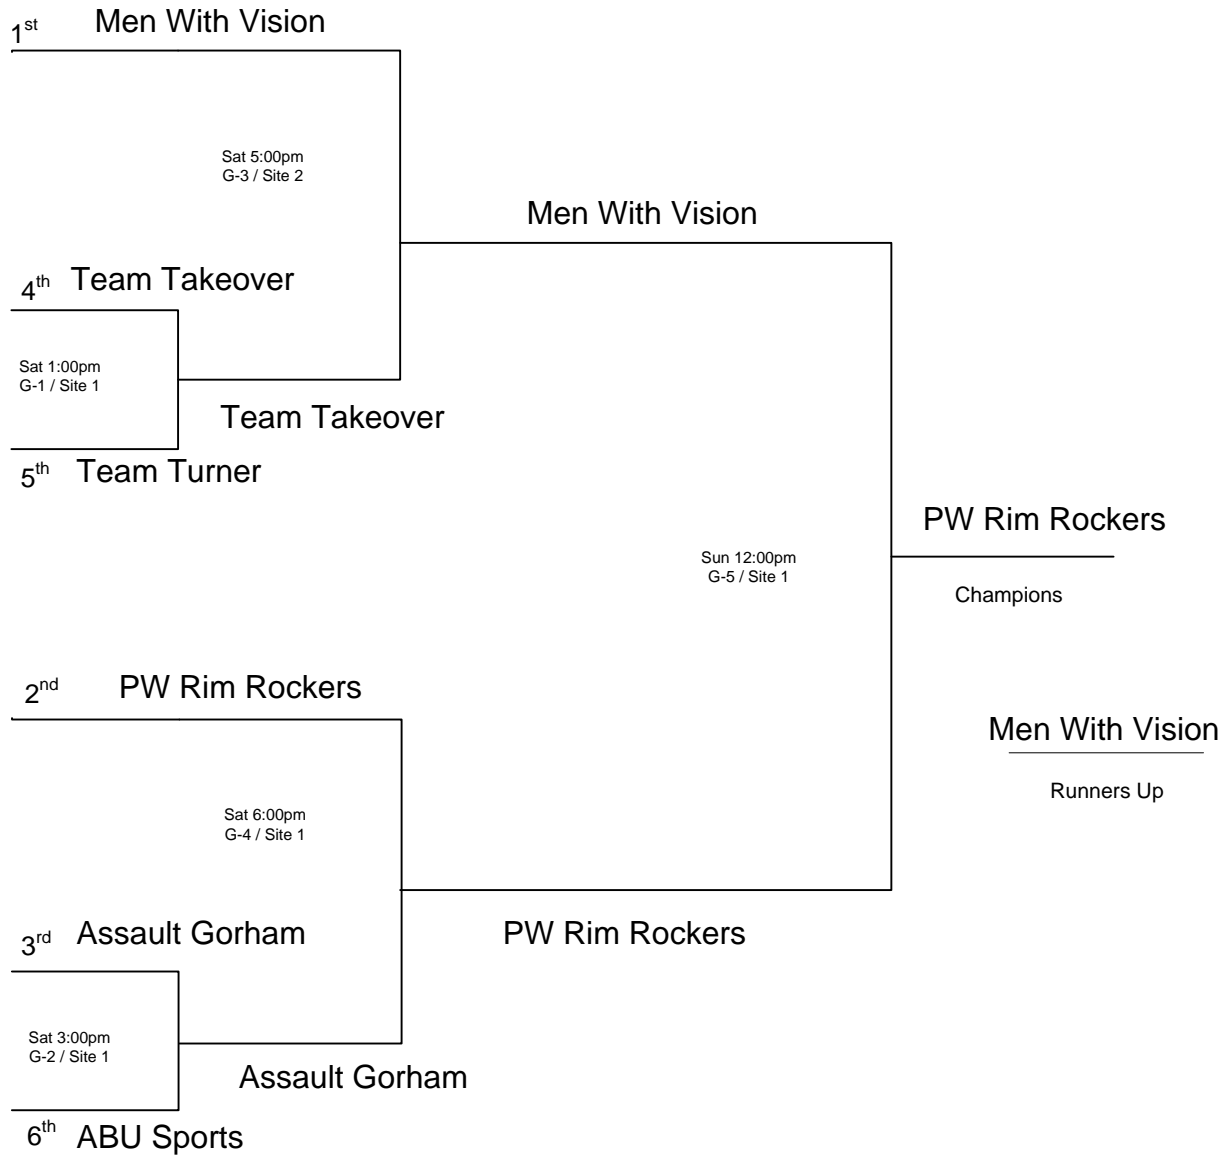 1st Men With Vision
Sat 5:00pm
G-3 / Site 2
Men With Vision
4th Team Takeover
Sat 1:00pm
G-1 / Site 1
Team Takeover
5th Team Turner
PW Rim Rockers
Sun 12:00pm
G-5 / Site 1
Champions
2nd PW Rim Rockers
Men With Vision
Runners Up
Sat 6:00pm
G-4 / Site 1
3rd Assault Gorham
PW Rim Rockers
Sat 3:00pm
G-2 / Site 1
Assault Gorham
6th ABU Sports